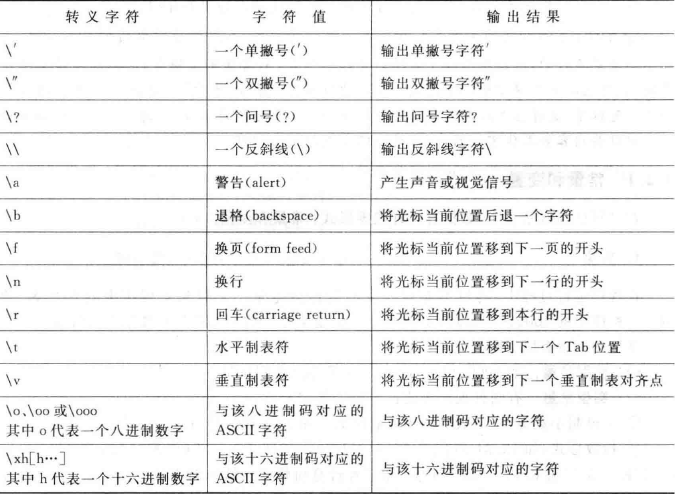 转义字符 字符值 输出结果
\′ 一个单撇号(′) 输出单撇号字符′
\″ 一个双撇号(″) 输出双撇号字符″
\? 一个问号(?) 输出问号字符?
\\ 一个反斜线(\) 输出反斜线字符\
\a 警告(alert) 产生声音或视觉信号
\b 退格(backspace) 将光标当前位置后退一个字符
\f 换页(form feed) 将光标当前位置移到下一页的开头
\n 换行 将光标当前位置移到下一行的开头
\r 回车(carriage return) 将光标当前位置移到本行的开头
\t 水平制表符 将光标当前位置移到下一个 Tab 位置
\v 垂直制表符 将光标当前位置移到下一个垂直制表对齐点
\o、\oo 或\ooo
其中 o 代表一个八进制数字
与该八进制码对应的
ASCII 字符
与该八进制码对应的字符
\xh[h…]
其中 h 代表一个十六进制数字
与该十六进制码对应的
ASCII 字符
与该十六进制码对应的字符